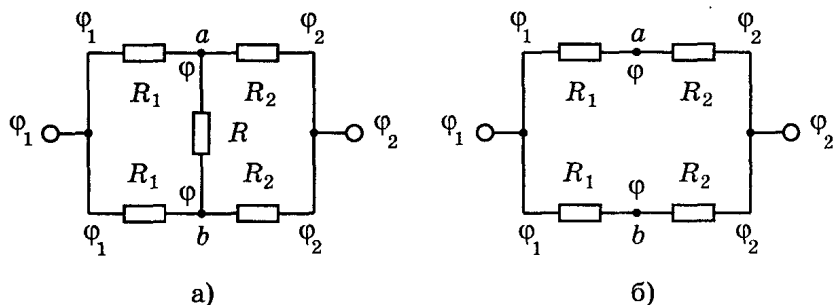 φ₁ a φ₂ φ₁ a φ₂
φ φ
R₁ R₂ R₁ R₂
φ₁ R φ₂ φ₁ φ₂
R₁ φ R₂ R₁ φ R₂
φ₁ b φ₂ φ₁ b φ₂
а) б)